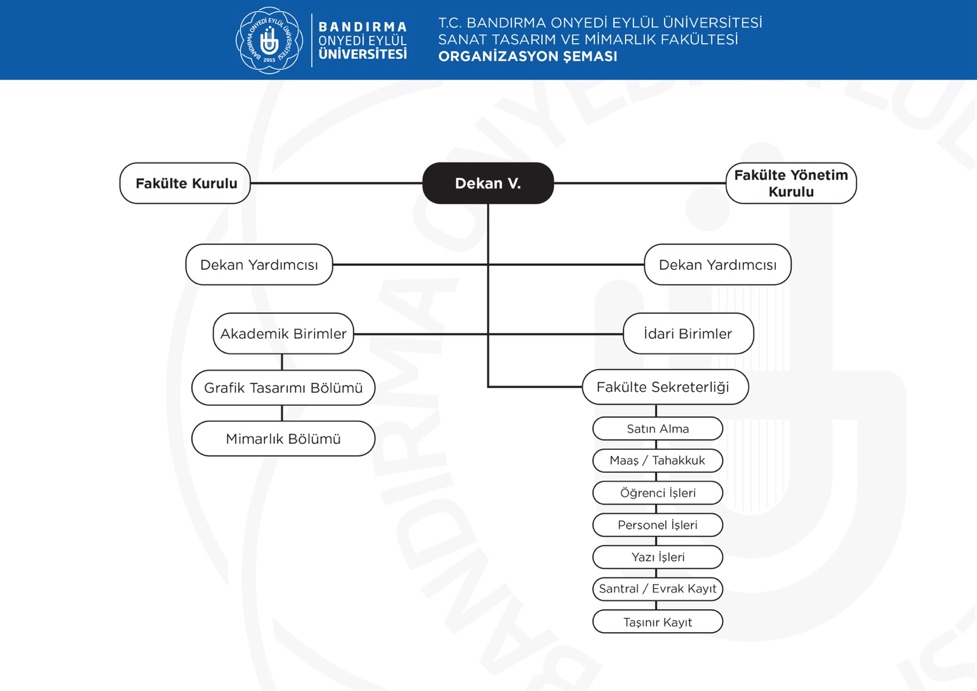 BANDIRMA
ONYEDİ EYLÜL
ÜNİVERSİTESİ
T.C. BANDIRMA ONYEDİ EYLÜL ÜNİVERSİTESİ
SANAT TASARIM VE MİMARLIK FAKÜLTESİ
ORGANİZASYON ŞEMASI
Fakülte Kurulu
Dekan V.
Fakülte Yönetim
Kurulu
Dekan Yardımcısı
Dekan Yardımcısı
Akademik Birimler
İdari Birimler
Grafik Tasarımı Bölümü
Fakülte Sekreterliği
Mimarlık Bölümü
Satın Alma
Maaş / Tahakkuk
Öğrenci İşleri
Personel İşleri
Yazı İşleri
Santral / Evrak Kayıt
Taşınır Kayıt